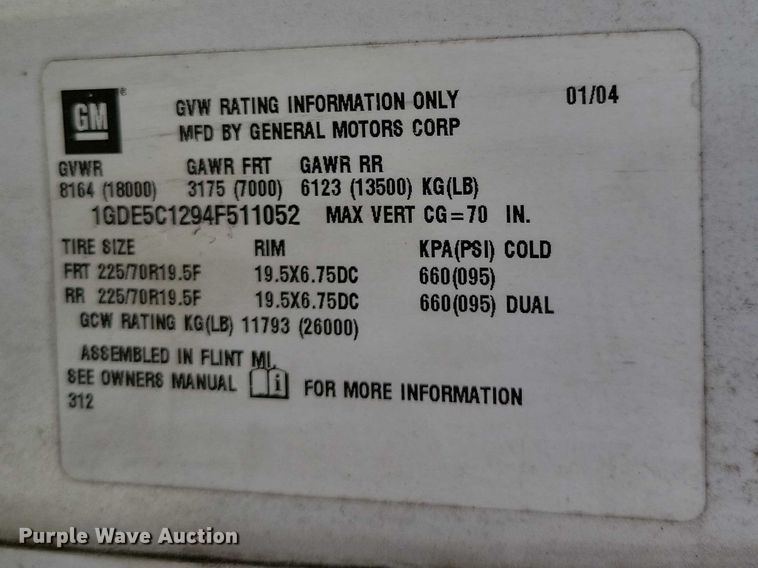 GM ® GVW RATING INFORMATION ONLY 01/04
MFD BY GENERAL MOTORS CORP
GVWR GAWR FRT GAWR RR
8164 (18000) 3175 (7000) 6123 (13500) KG(LB)
1GDE5C1294F511052 MAX VERT CG=70 IN.
TIRE SIZE RIM KPA(PSI) COLD
FRT 225/70R19.5F 19.5X6.75DC 660(095)
RR 225/70R19.5F 19.5X6.75DC 660(095) DUAL
GCW RATING KG(LB) 11793 (26000)
ASSEMBLED IN FLINT MI.
SEE OWNERS MANUAL i FOR MORE INFORMATION
312
Purple Wave Auction